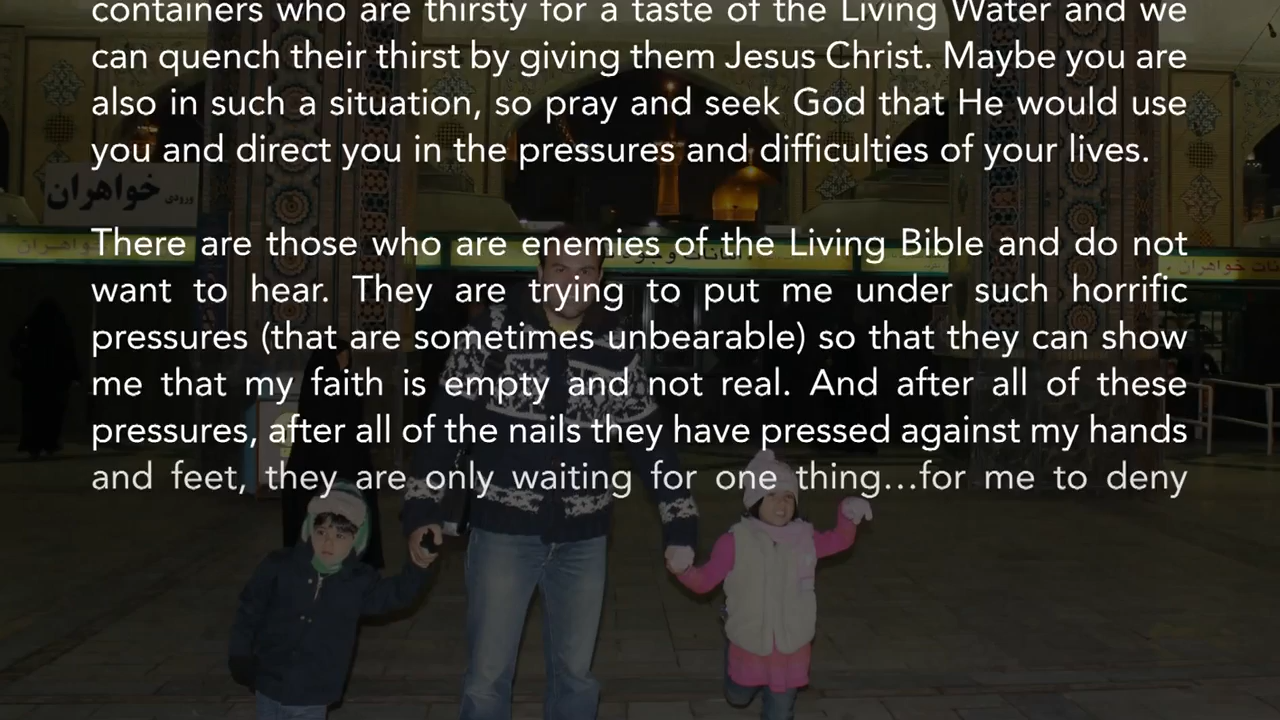 containers who are thirsty for a taste of the Living Water and we
can quench their thirst by giving them Jesus Christ. Maybe you are
also in such a situation, so pray and seek God that He would use
you and direct you in the pressures and difficulties of your lives.
ورودی خواهران
There are those who are enemies of the Living Bible and do not
want to hear. They are trying to put me under such horrific
pressures (that are sometimes unbearable) so that they can show
me that my faith is empty and not real. And after all of these
pressures, after all of the nails they have pressed against my hands
and feet, they are only waiting for one thing…for me to deny
خواهران